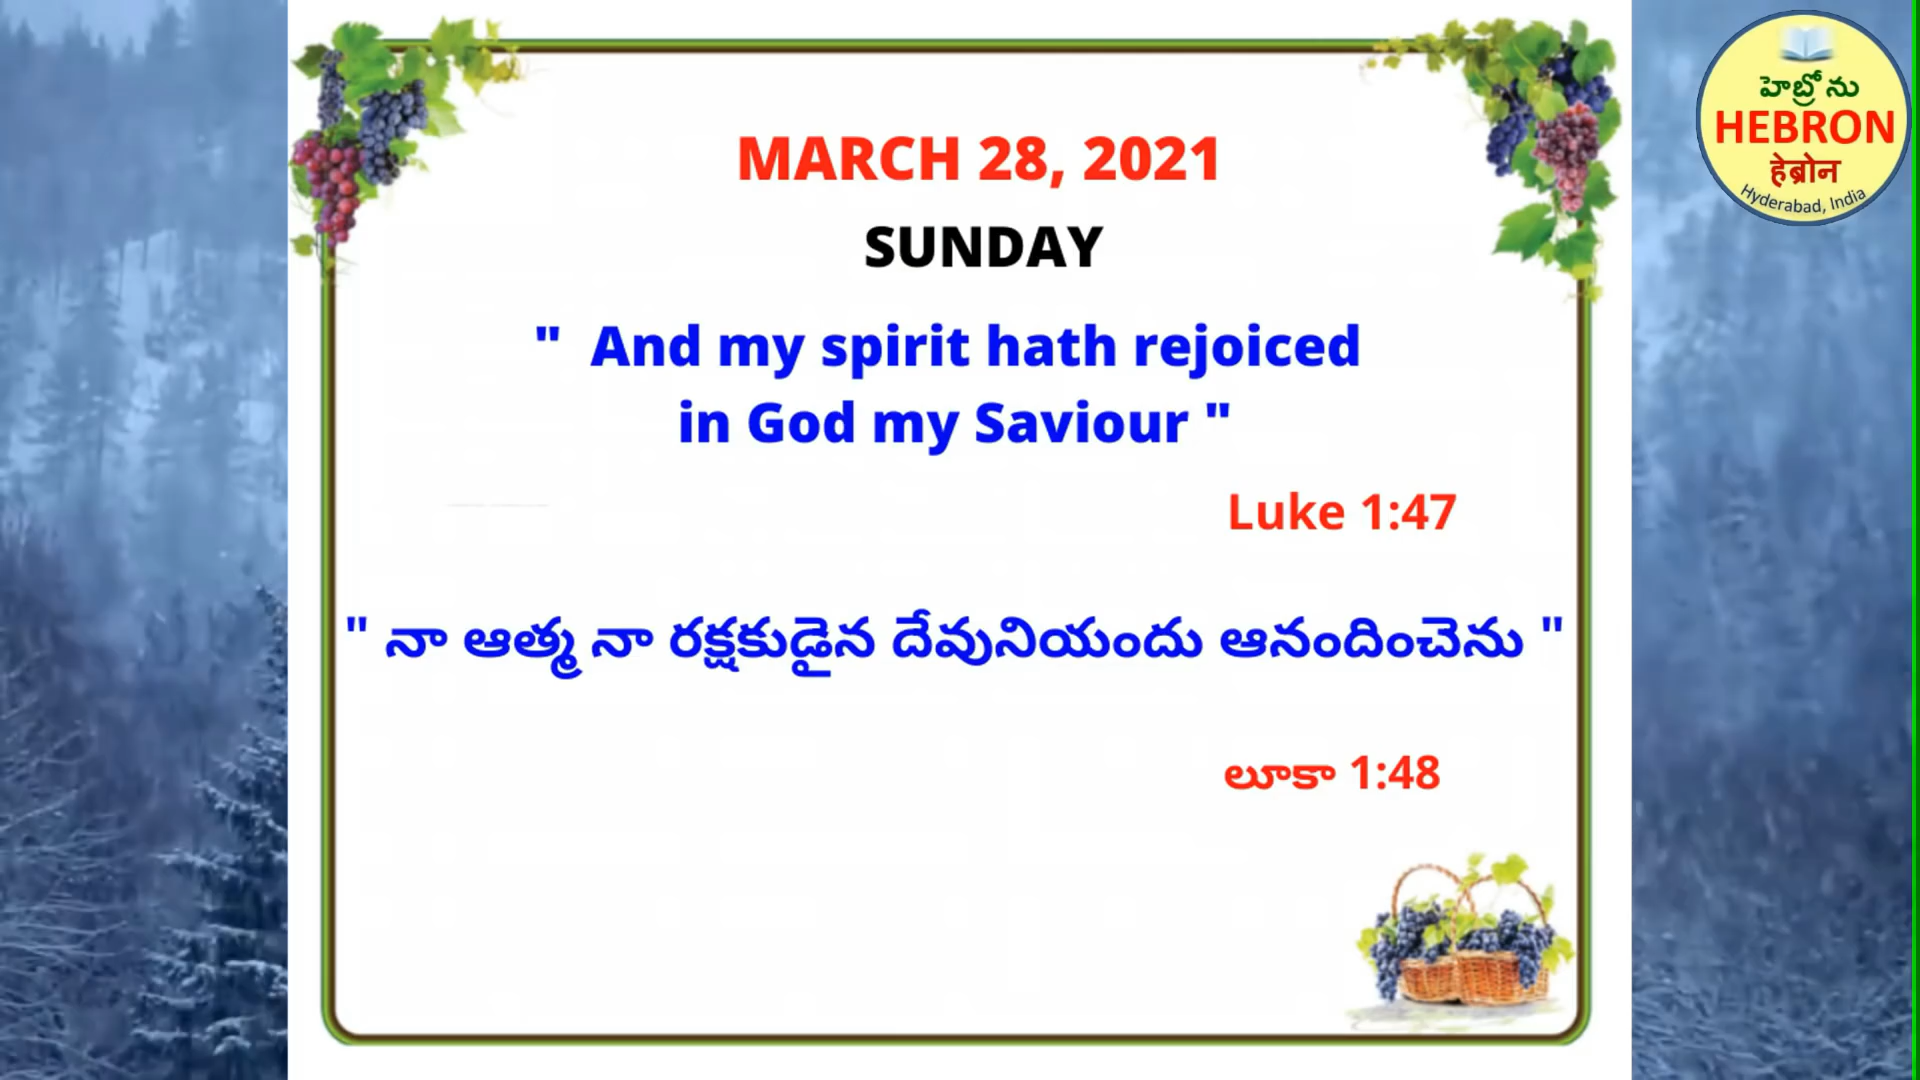 MARCH 28, 2021
SUNDAY
" And my spirit hath rejoiced
in God my Saviour "
Luke 1:47
" నా ఆత్మ నా రక్షకుడైన దేవునియందు ఆనందించెను "
లూకా 1:48
హెబ్రోను
HEBRON
हेब्रोन
Hyderabad, India